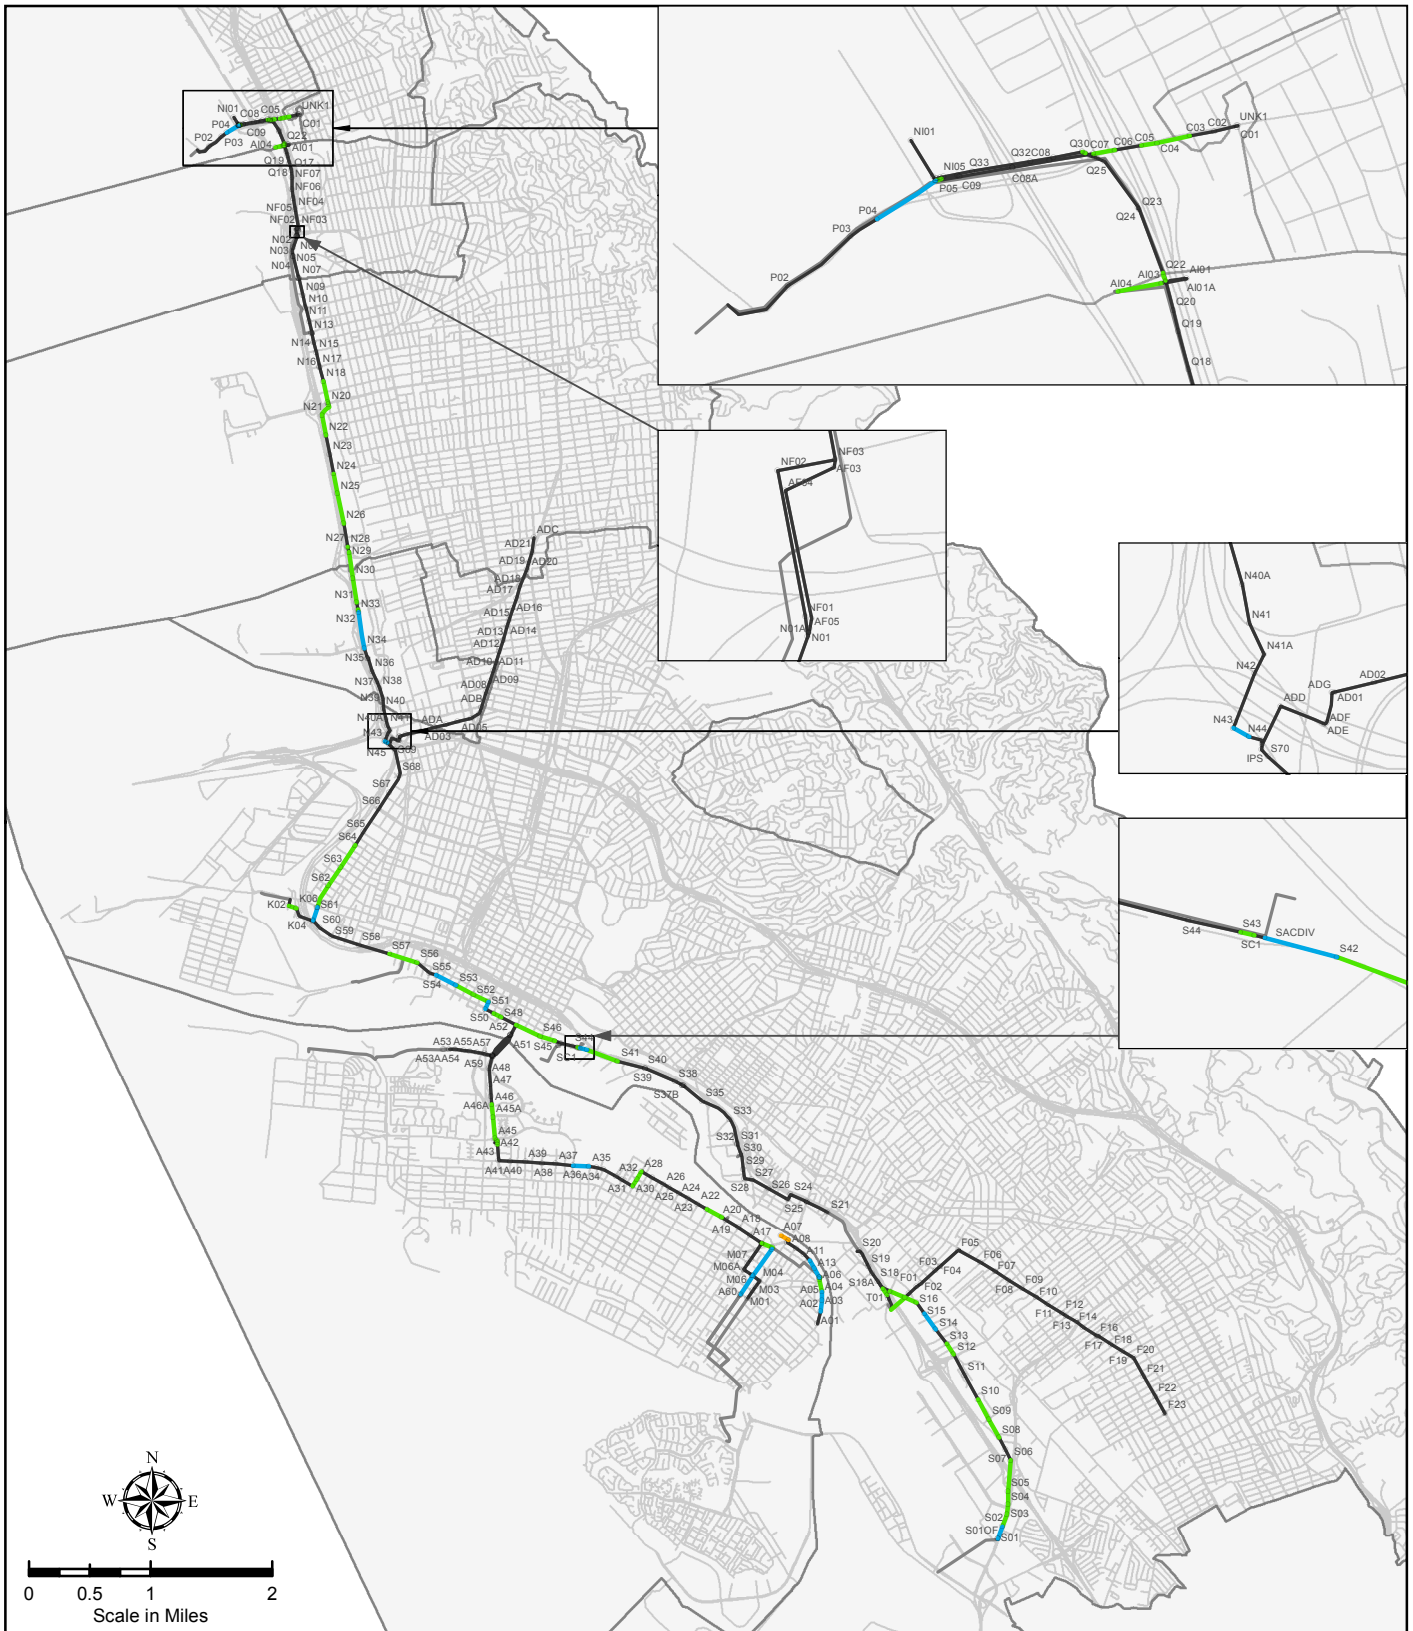 NI01
C08
C05
UNK1
P04
C01
P02
C09
P03
Q22
AI04
AI01
Q19
Q17
Q18
NF07
NF06
NF04
NF05
NF02
NF03
N02
N03
N05
N04
N07
N09
N10
N11
N13
N14
N15
N16
N17
N18
N20
N21
N22
N23
N24
N25
N26
N27
N28
N29
N30
N31
N33
N32
N34
N35
N36
N37
N38
N39
N40
N40A
N41
N43
N45
S69
S68
S67
S66
S65
S64
S63
S62
K06
K02
S61
K04
S60
S58
S57
S56
S55
S54
S53
S52
S51
S50
S48
A52
S46
S45
A51
S44
SC1
ADC
AD21
AD19
AD20
AD18
AD17
AD15
AD16
AD13
AD14
AD12
AD10
AD11
AD08
AD09
ADB
ADA
AD05
AD03
A53
A55
A57
A53A
A54
A59
A48
A47
A46
A46A
A45A
A45
A42
A43
A41
A40
A39
A38
A37
A36
A34
A35
A32
A31
A30
A28
A26
A25
A24
A23
A22
A20
A19
A18
A17
A07
A08
A11
A13
A06
A05
A04
A03
A02
A01
M07
M06A
M06
M04
M03
A60
M01
S41
S40
S39
S38
S37B
S35
S33
S32
S31
S30
S29
S27
S28
S26
S24
S25
S21
S20
S19
S18
S18A
T01
F01
F03
F05
F04
F02
F06
F07
F08
F09
F10
F11
F12
F13
F14
F16
F17
F18
F19
F20
F21
F22
F23
S16
S15
S14
S13
S12
S11
S10
S09
S08
S06
S07
S05
S04
S03
S02
S01OF
S01
NI01
NI05
Q33
Q32
C08
Q30
C07
C06
C05
C03
C02
UNK1
C01
C04
P05
C09
C08A
Q25
P04
P03
P02
Q23
Q24
Q22
AI03
AI01
AI04
AI01A
Q20
Q19
Q18
NF02
NF03
AF03
AF04
NF01
AF05
N01A
N01
N40A
N41
N41A
N42
N43
N44
IPS
S70
ADD
ADG
AD02
AD01
ADF
ADE
S44
S43
SC1
SACDIV
S42
N
W
E
S
0 0.5 1 2
Scale in Miles